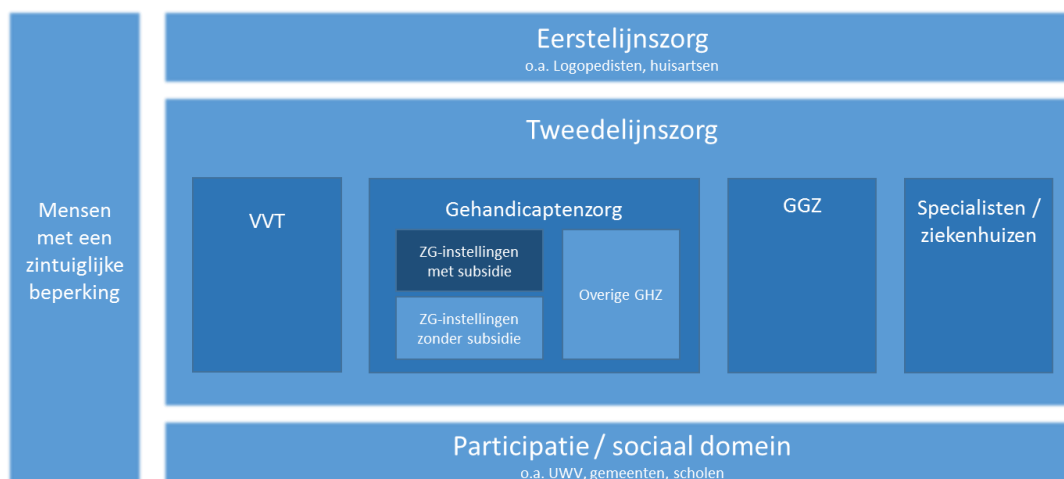 Mensen
met een
zintuiglijke
beperking
Eerstelijnszorg
o.a. Logopedisten, huisartsen
Tweedelijnszorg
VVT
Gehandicaptenzorg
ZG-instellingen
met subsidie
ZG-instellingen
zonder subsidie
Overige GHZ
GGZ
Specialisten /
ziekenhuizen
Participatie / sociaal domein
o.a. UWV, gemeenten, scholen